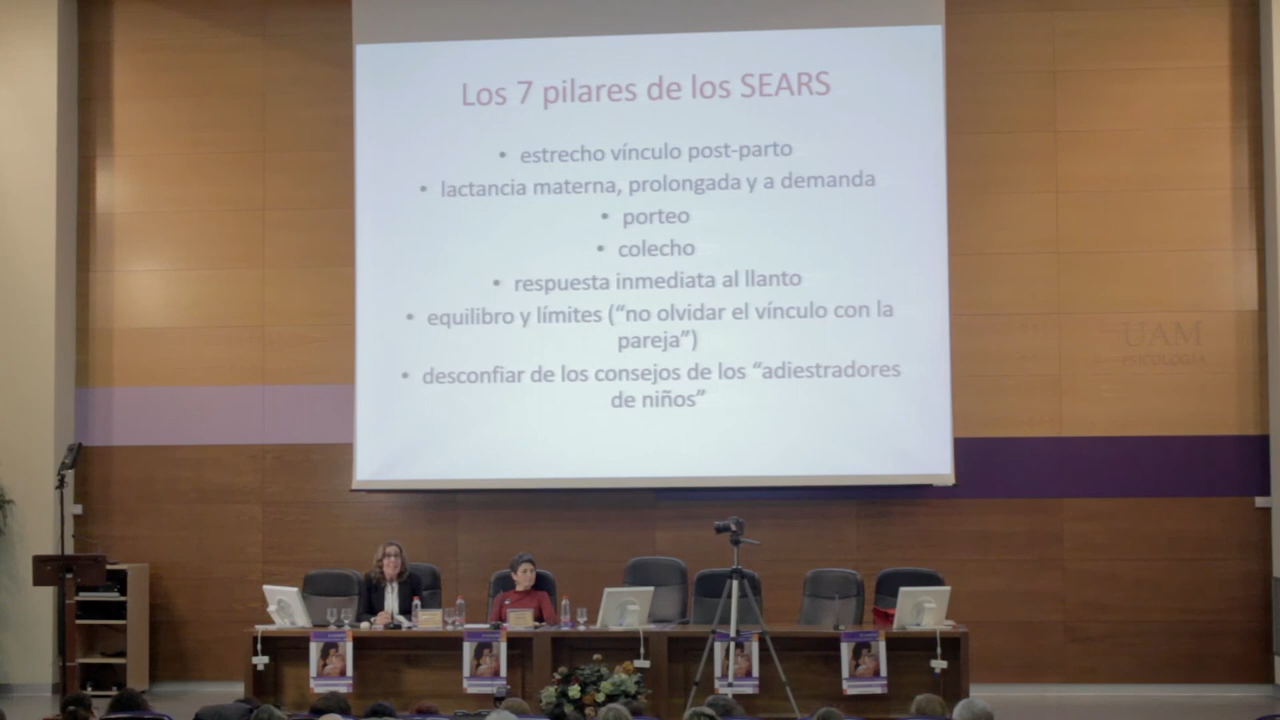 Los 7 pilares de los SEARS
• estrecho vínculo post-parto
• lactancia materna, prolongada y a demanda
• porteo
• colecho
• respuesta inmediata al llanto
• equilibro y límites (“no olvidar el vínculo con la
pareja”)
• desconfiar de los consejos de los “adiestradores
de niños”
UAM
PSICOLOGÍA